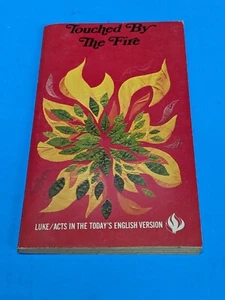 Touched By
The Fire
LUKE/ACTS IN THE TODAY'S ENGLISH VERSION